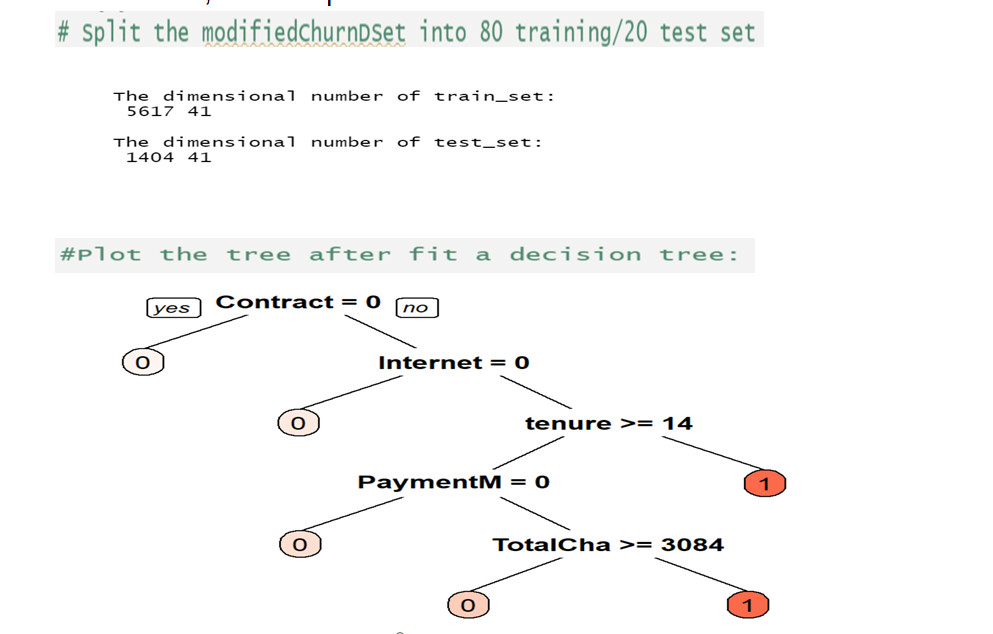 # Split the modifiedChurnDSet into 80 training/20 test set
The dimensional number of train_set:
5617 41
The dimensional number of test_set:
1404 41
#Plot the tree after fit a decision tree:
yes Contract = 0 no
0 Internet = 0
0 tenure >= 14
PaymentM = 0 1
0 TotalCha >= 3084
0 1